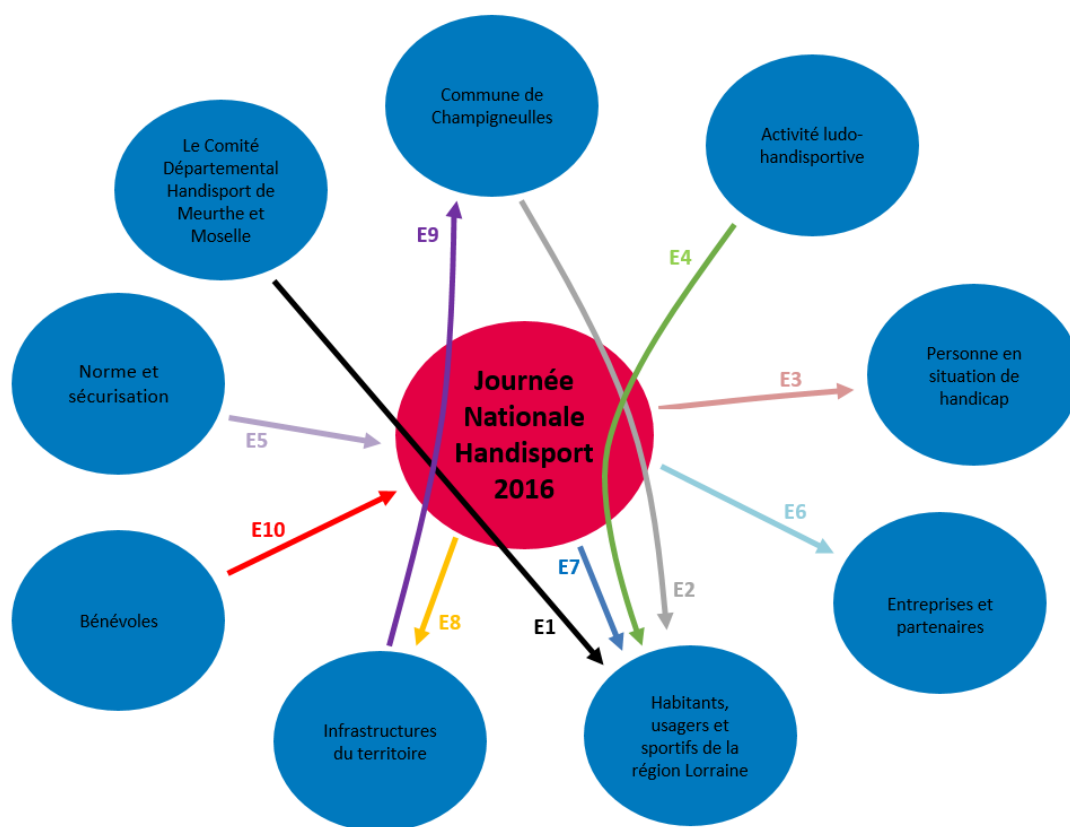 Commune de
Champigneulles
Activité ludo-
handisportive
Le Comité
Départemental
Handisport de
Meurthe et
Moselle
E9
E4
Norme et
sécurisation
E5
Journée
Nationale
Handisport
2016
E3
Personne en
situation de
handicap
E10
E6
Bénévoles
E8
E1
E7
E2
Entreprises et
partenaires
Infrastructures
du territoire
Habitants,
usagers et
sportifs de la
région Lorraine